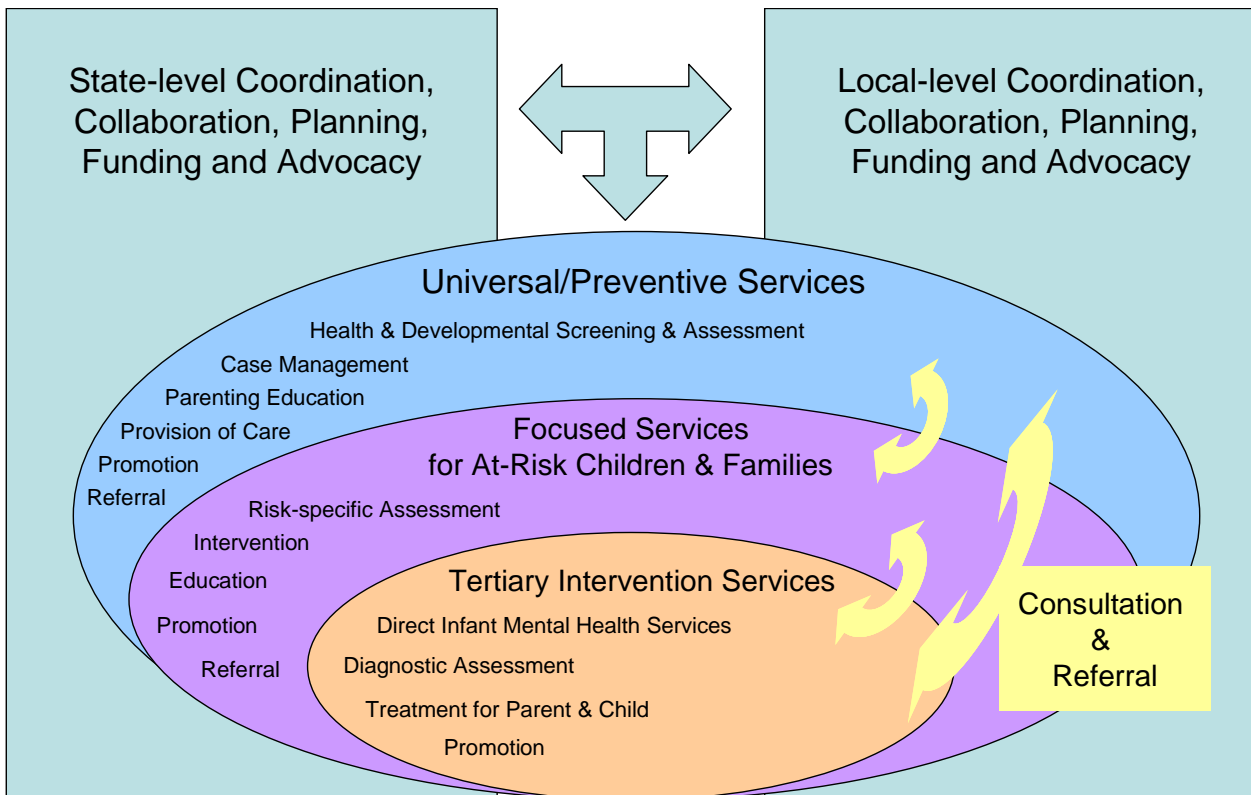 State-level Coordination,
Collaboration, Planning,
Funding and Advocacy
Local-level Coordination,
Collaboration, Planning,
Funding and Advocacy
Universal/Preventive Services
Health & Developmental Screening & Assessment
Case Management
Parenting Education
Provision of Care
Promotion
Referral
Focused Services
for At-Risk Children & Families
Risk-specific Assessment
Intervention
Education
Promotion
Referral
Tertiary Intervention Services
Direct Infant Mental Health Services
Diagnostic Assessment
Treatment for Parent & Child
Promotion
Consultation
&
Referral